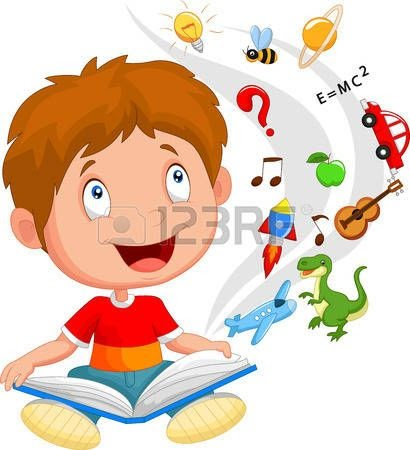 ?
E=MC²
123RF